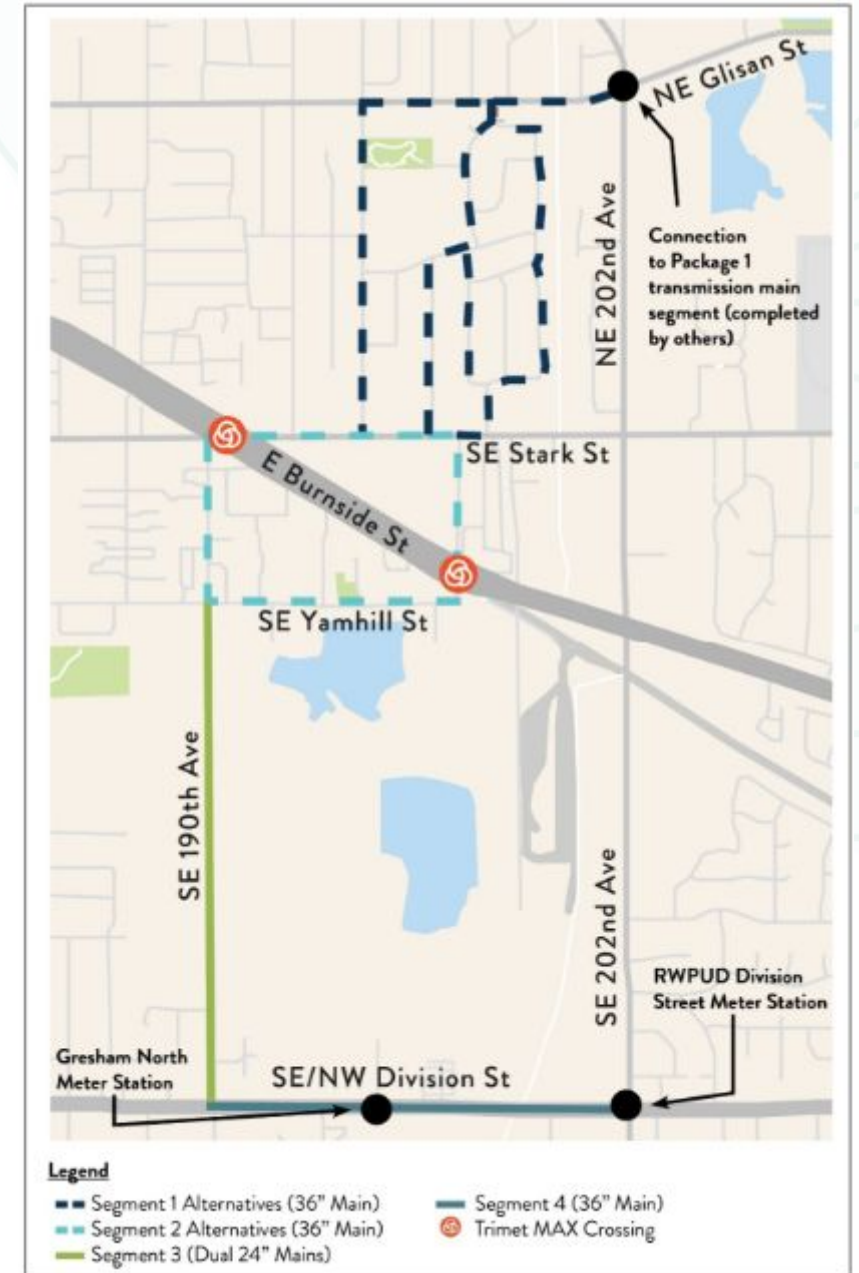 NE Glisan St
NE 202nd Ave
Connection
to Package 1
transmission main
segment (completed
by others)
SE Stark St
E Burnside St
SE Yamhill St
SE 190th Ave
SE 202nd Ave
RWPUD Division
Street Meter Station
Gresham North
Meter Station
SE/NW Division St
Legend
Segment 1 Alternatives (36" Main)
Segment 2 Alternatives (36" Main)
Segment 3 (Dual 24" Mains)
Segment 4 (36" Main)
Trimet MAX Crossing